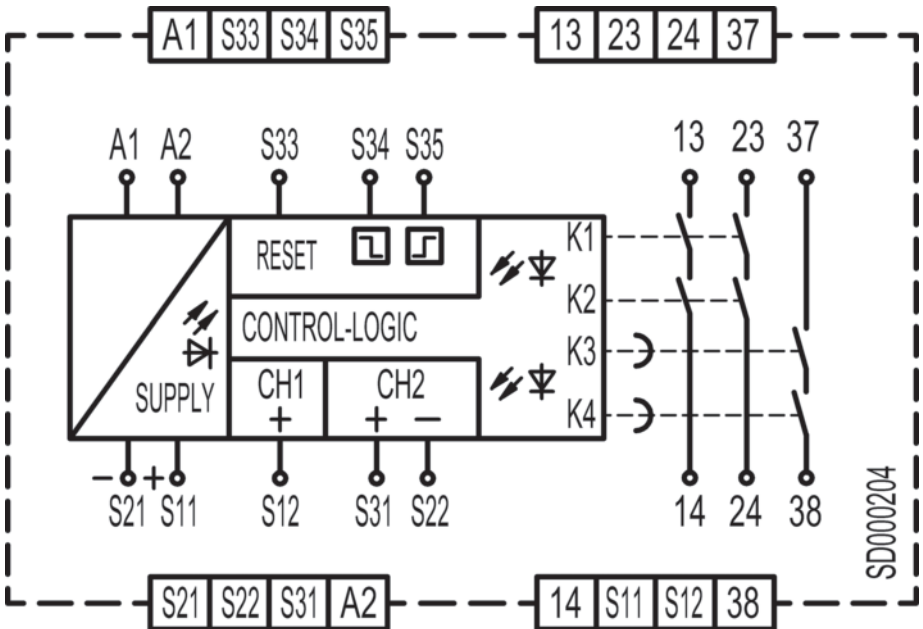 A1 S33 S34 S35 13 23 24 37
A1 A2 S33 S34 S35 13 23 37
RESET K1
K2
CONTROL-LOGIC
K3
SUPPLY CH1 CH2
+ + − K4
− + 
S21 S11 S12 S31 S22 14 24 38
SD000204
S21 S22 S31 A2 14 S11 S12 38